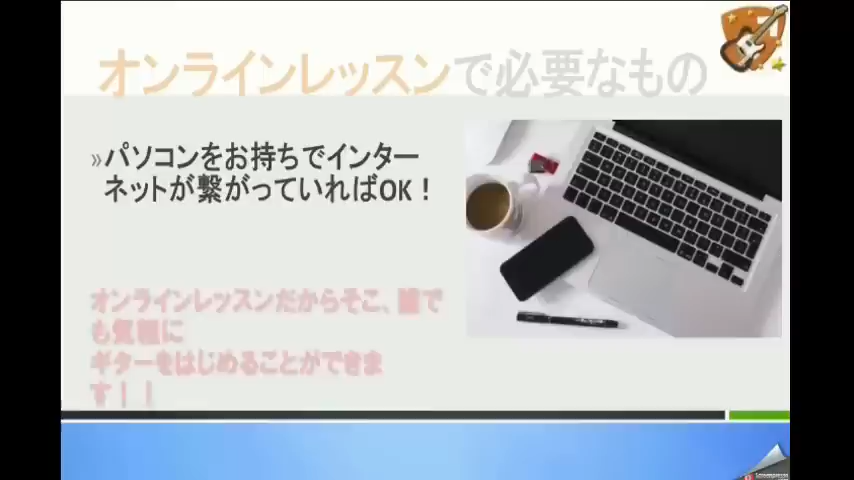 オンラインレッスンで必要なもの
»パソコンをお持ちでインター
ネットが繋がっていればOK！
オンラインレッスンだからそこ、誰で
も気軽に
ギターをはじめることができま
す！！